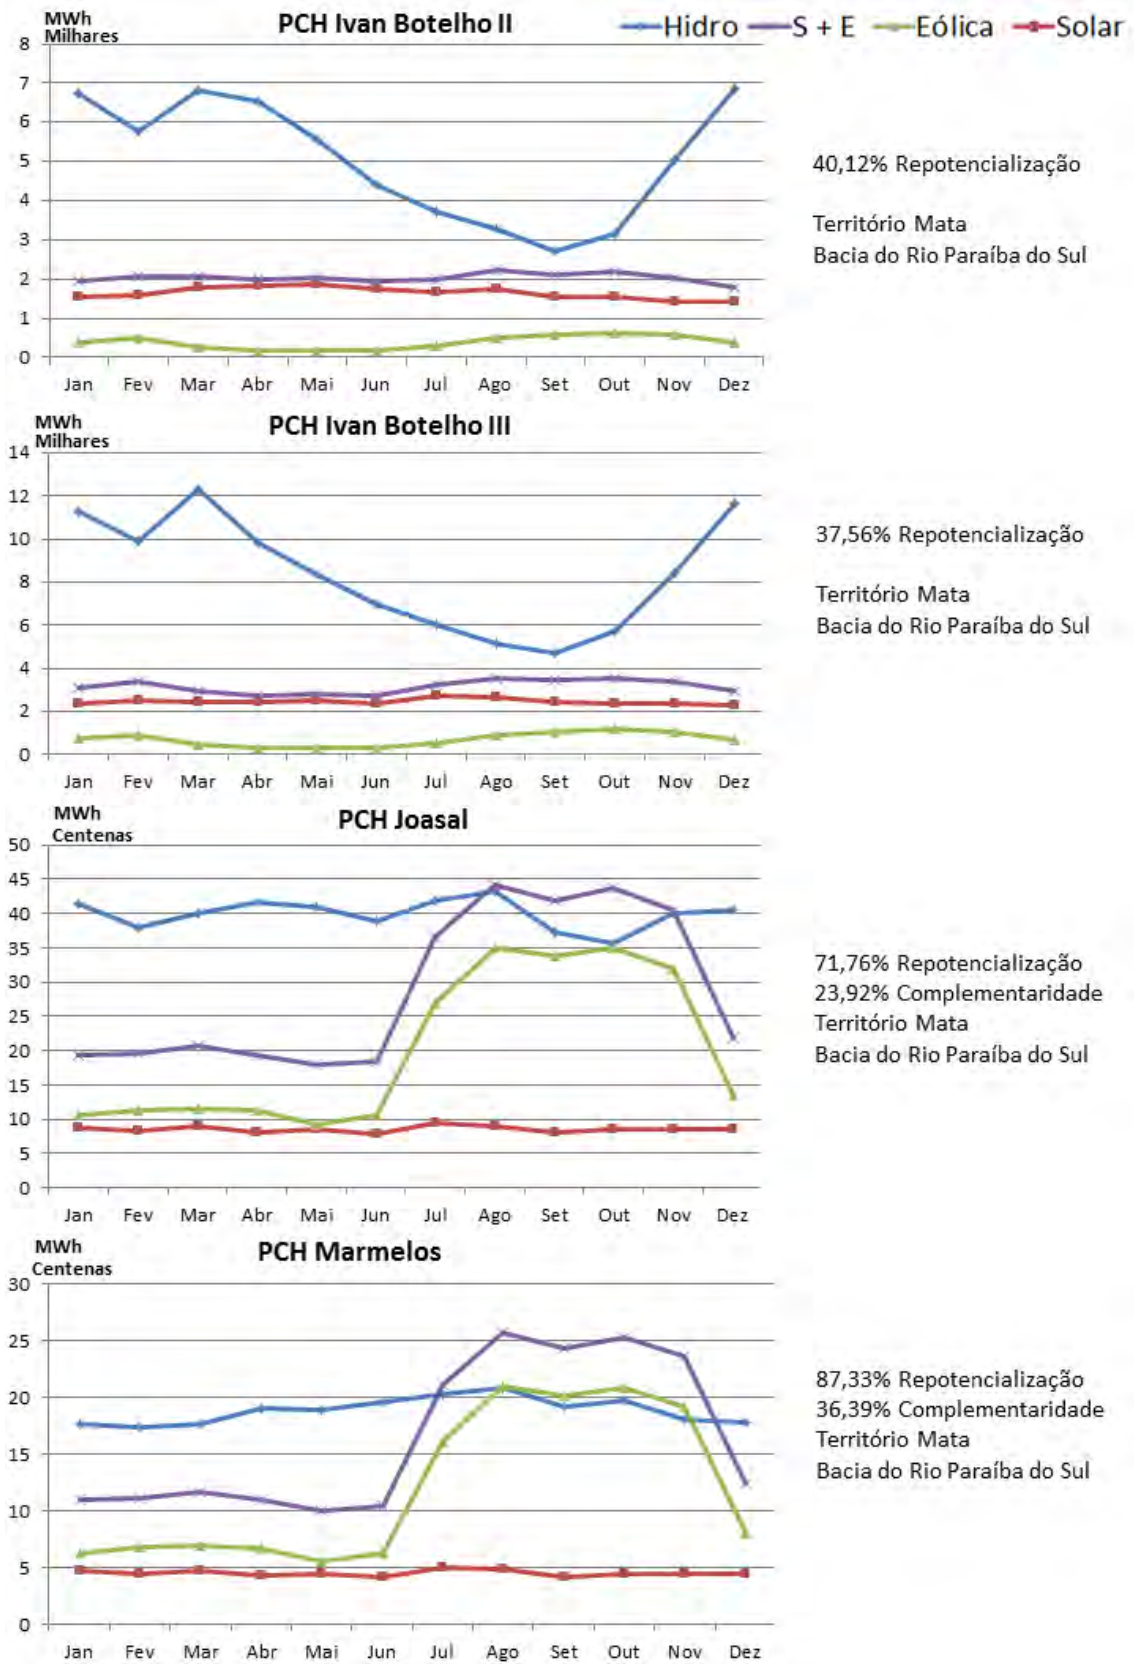 MWh
Milhares
PCH Ivan Botelho II
Hidro S + E Eólica Solar
8
7
6
5
4
3
2
1
0
Jan Fev Mar Abr Mai Jun Jul Ago Set Out Nov Dez
40,12% Repotencialização
Território Mata
Bacia do Rio Paraíba do Sul
MWh
Milhares
PCH Ivan Botelho III
14
12
10
8
6
4
2
0
Jan Fev Mar Abr Mai Jun Jul Ago Set Out Nov Dez
37,56% Repotencialização
Território Mata
Bacia do Rio Paraíba do Sul
MWh
Centenas
PCH Joasal
50
45
40
35
30
25
20
15
10
5
0
Jan Fev Mar Abr Mai Jun Jul Ago Set Out Nov Dez
71,76% Repotencialização
23,92% Complementaridade
Território Mata
Bacia do Rio Paraíba do Sul
MWh
Centenas
PCH Marmelos
30
25
20
15
10
5
0
Jan Fev Mar Abr Mai Jun Jul Ago Set Out Nov Dez
87,33% Repotencialização
36,39% Complementaridade
Território Mata
Bacia do Rio Paraíba do Sul